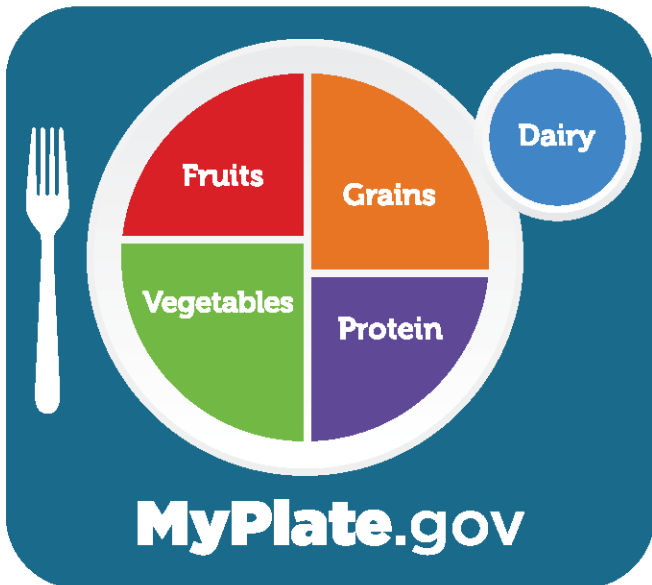 Fruits
Grains
Dairy
Vegetables
Protein
MyPlate.gov